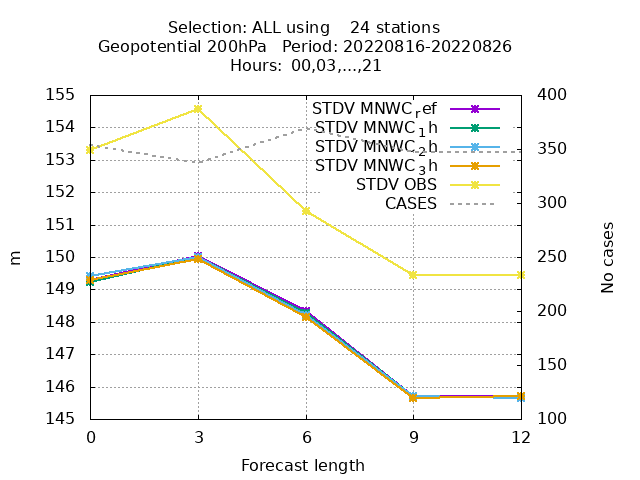 Selection: ALL using 24 stations
Geopotential 200hPa Period: 20220816-20220826
Hours: 00,03,...,21
STDV MNWC_ref
STDV MNWC_1h
STDV MNWC_2h
STDV MNWC_3h
STDV OBS
CASES
155
154
153
152
151
150
149
148
147
146
145
m
400
350
300
250
200
150
100
No cases
0 3 6 9 12
Forecast length